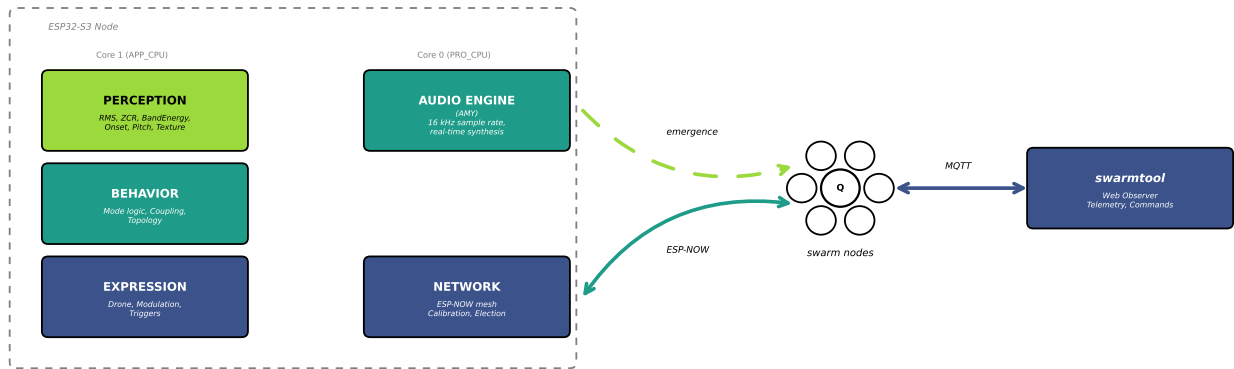 ESP32-S3 Node
Core 1 (APP_CPU)
PERCEPTION
RMS, ZCR, BandEnergy,
Onset, Pitch, Texture
BEHAVIOR
Mode logic, Coupling,
Topology
EXPRESSION
Drone, Modulation,
Triggers
Core 0 (PRO_CPU)
AUDIO ENGINE
(AMY)
16 kHz sample rate,
real-time synthesis
NETWORK
ESP-NOW mesh
Calibration, Election
emergence
ESP-NOW
Q
swarm nodes
MQTT
swarmtool
Web Observer
Telemetry, Commands